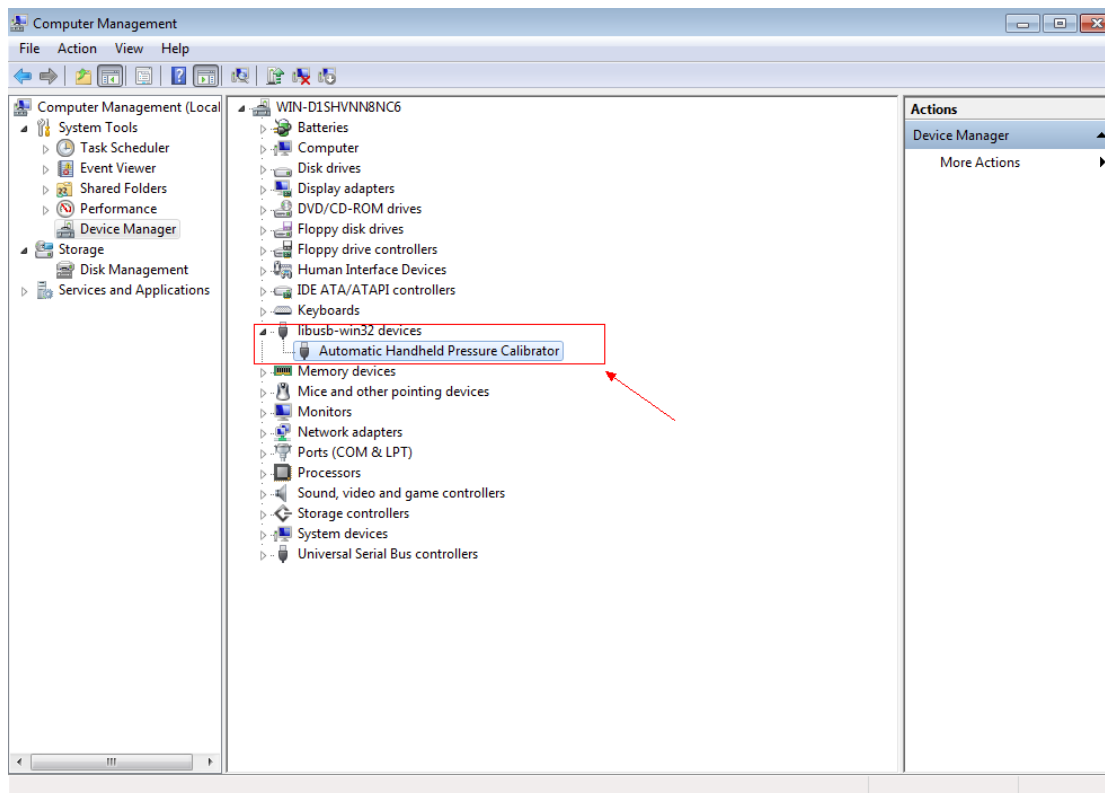 Computer Management
File Action View Help
Computer Management (Local
System Tools
Task Scheduler
Event Viewer
Shared Folders
Performance
Device Manager
Storage
Disk Management
Services and Applications
WIN-D1SHVNN8NC6
Batteries
Computer
Disk drives
Display adapters
DVD/CD-ROM drives
Floppy disk drives
Floppy drive controllers
Human Interface Devices
IDE ATA/ATAPI controllers
Keyboards
libusb-win32 devices
Automatic Handheld Pressure Calibrator
Memory devices
Mice and other pointing devices
Monitors
Network adapters
Ports (COM & LPT)
Processors
Sound, video and game controllers
Storage controllers
System devices
Universal Serial Bus controllers
Actions
Device Manager
More Actions